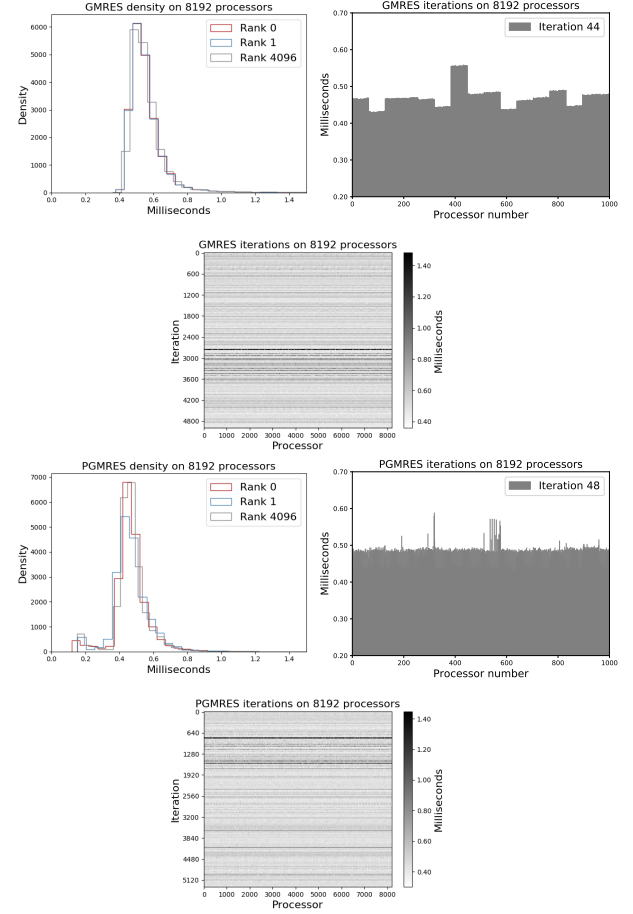 GMRES density on 8192 processors
Rank 0
Rank 1
Rank 4096
Density
6000
5000
4000
3000
2000
1000
0
0.0 0.2 0.4 0.6 0.8 1.0 1.2 1.4
Milliseconds
GMRES iterations on 8192 processors
Iteration 44
Milliseconds
0.70
0.60
0.50
0.40
0.30
0.20
0 200 400 600 800 1000
Processor number
GMRES iterations on 8192 processors
Iteration
0
600
1200
1800
2400
3000
3600
4200
4800
0 1000 2000 3000 4000 5000 6000 7000 8000
Processor
1.40
1.20
1.00
0.80
0.60
0.40
Milliseconds
PGMRES density on 8192 processors
Rank 0
Rank 1
Rank 4096
Density
7000
6000
5000
4000
3000
2000
1000
0
0.0 0.2 0.4 0.6 0.8 1.0 1.2 1.4
Milliseconds
PGMRES iterations on 8192 processors
Iteration 48
Milliseconds
0.70
0.60
0.50
0.40
0.30
0.20
0 200 400 600 800 1000
Processor number
PGMRES iterations on 8192 processors
Iteration
0
640
1280
1920
2560
3200
3840
4480
5120
0 1000 2000 3000 4000 5000 6000 7000 8000
Processor
1.40
1.20
1.00
0.80
0.60
0.40
Milliseconds